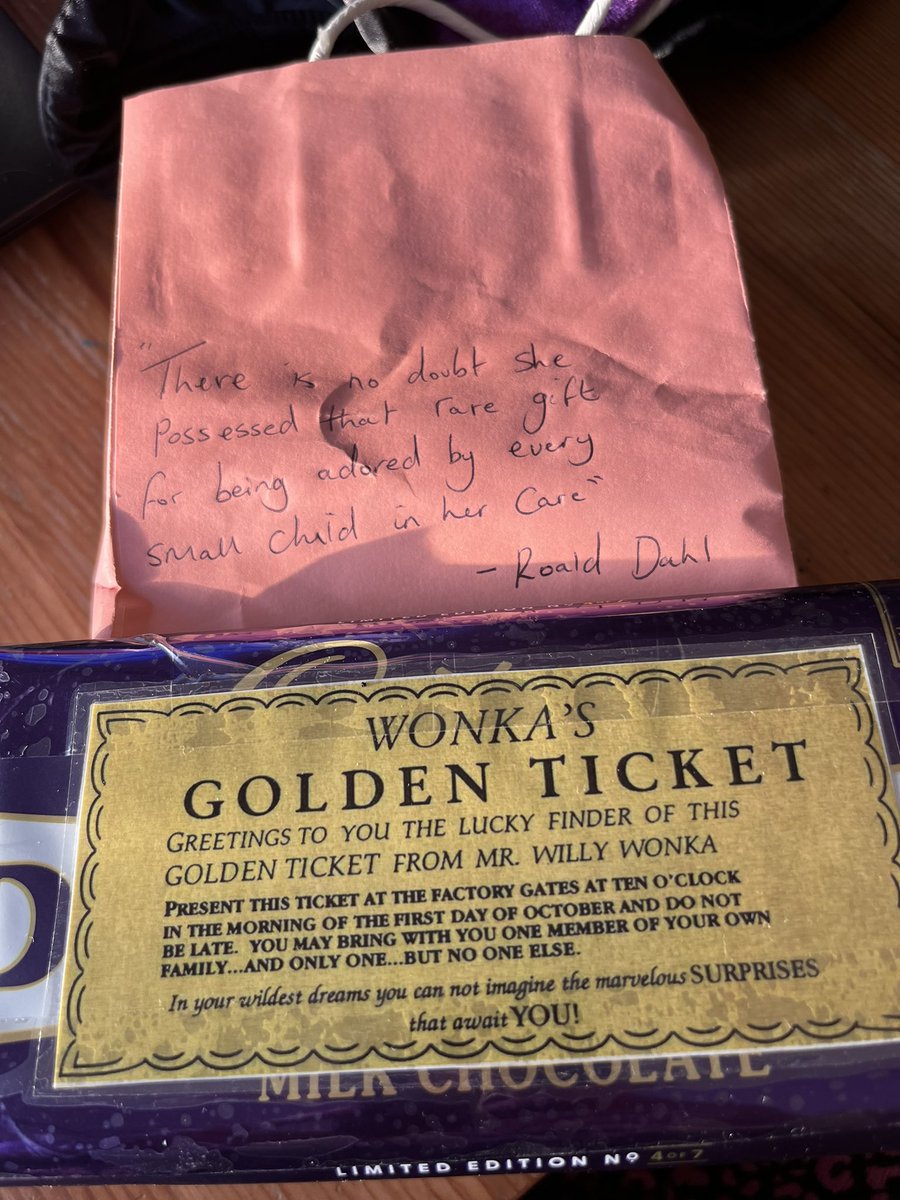 "There is no doubt she
possessed that rare gift
for being adored by every
small child in her care"
- Roald Dahl
WONKA'S
GOLDEN TICKET
GREETINGS TO YOU THE LUCKY FINDER OF THIS
GOLDEN TICKET FROM MR. WILLY WONKA
PRESENT THIS TICKET AT THE FACTORY GATES AT TEN O'CLOCK
IN THE MORNING OF THE FIRST DAY OF OCTOBER AND DO NOT
BE LATE. YOU MAY BRING WITH YOU ONE MEMBER OF YOUR OWN
FAMILY...AND ONLY ONE...BUT NO ONE ELSE.
In your wildest dreams you can not imagine the marvelous SURPRISES
that await YOU!
MILK CHOCOLATE
LIMITED EDITION Nº 4 OF 7